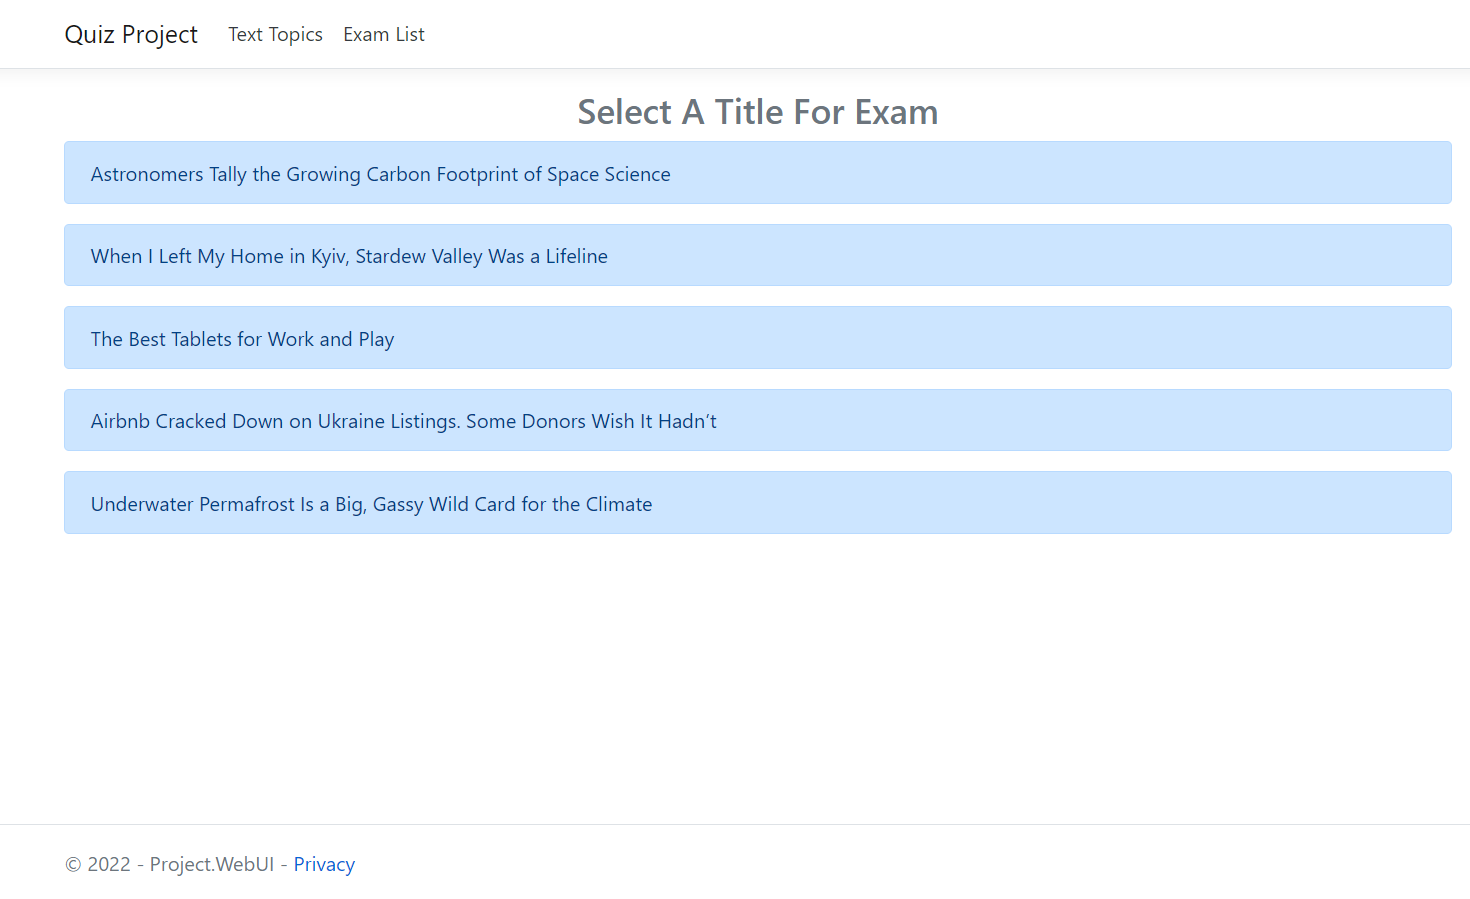 Quiz Project Text Topics Exam List
Select A Title For Exam
Astronomers Tally the Growing Carbon Footprint of Space Science
When I Left My Home in Kyiv, Stardew Valley Was a Lifeline
The Best Tablets for Work and Play
Airbnb Cracked Down on Ukraine Listings. Some Donors Wish It Hadn’t
Underwater Permafrost Is a Big, Gassy Wild Card for the Climate
© 2022 - Project.WebUI - Privacy